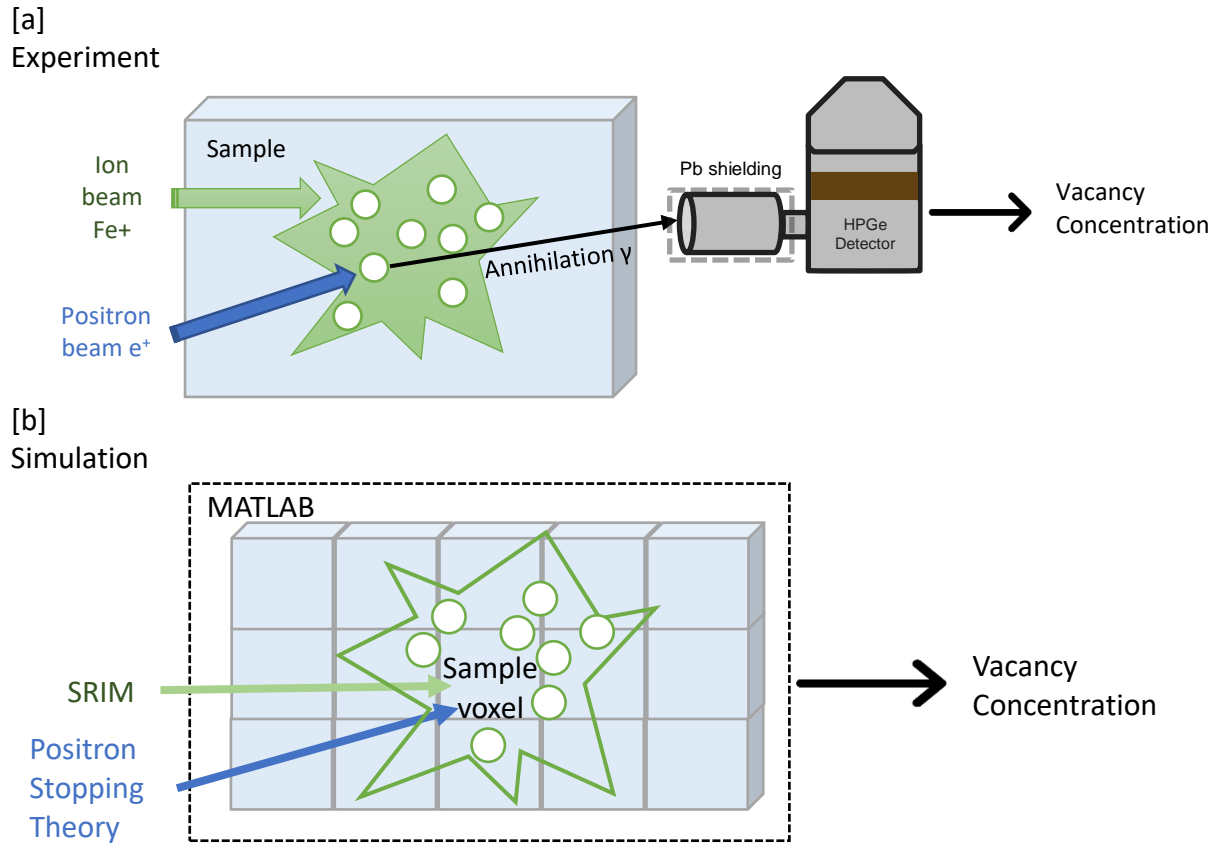 [a]
Experiment
Sample
Ion
beam
Fe+
Positron
beam e⁺
Annihilation γ
Pb shielding
HPGe
Detector
Vacancy
Concentration
[b]
Simulation
MATLAB
SRIM
Positron
Stopping
Theory
Sample
voxel
Vacancy
Concentration